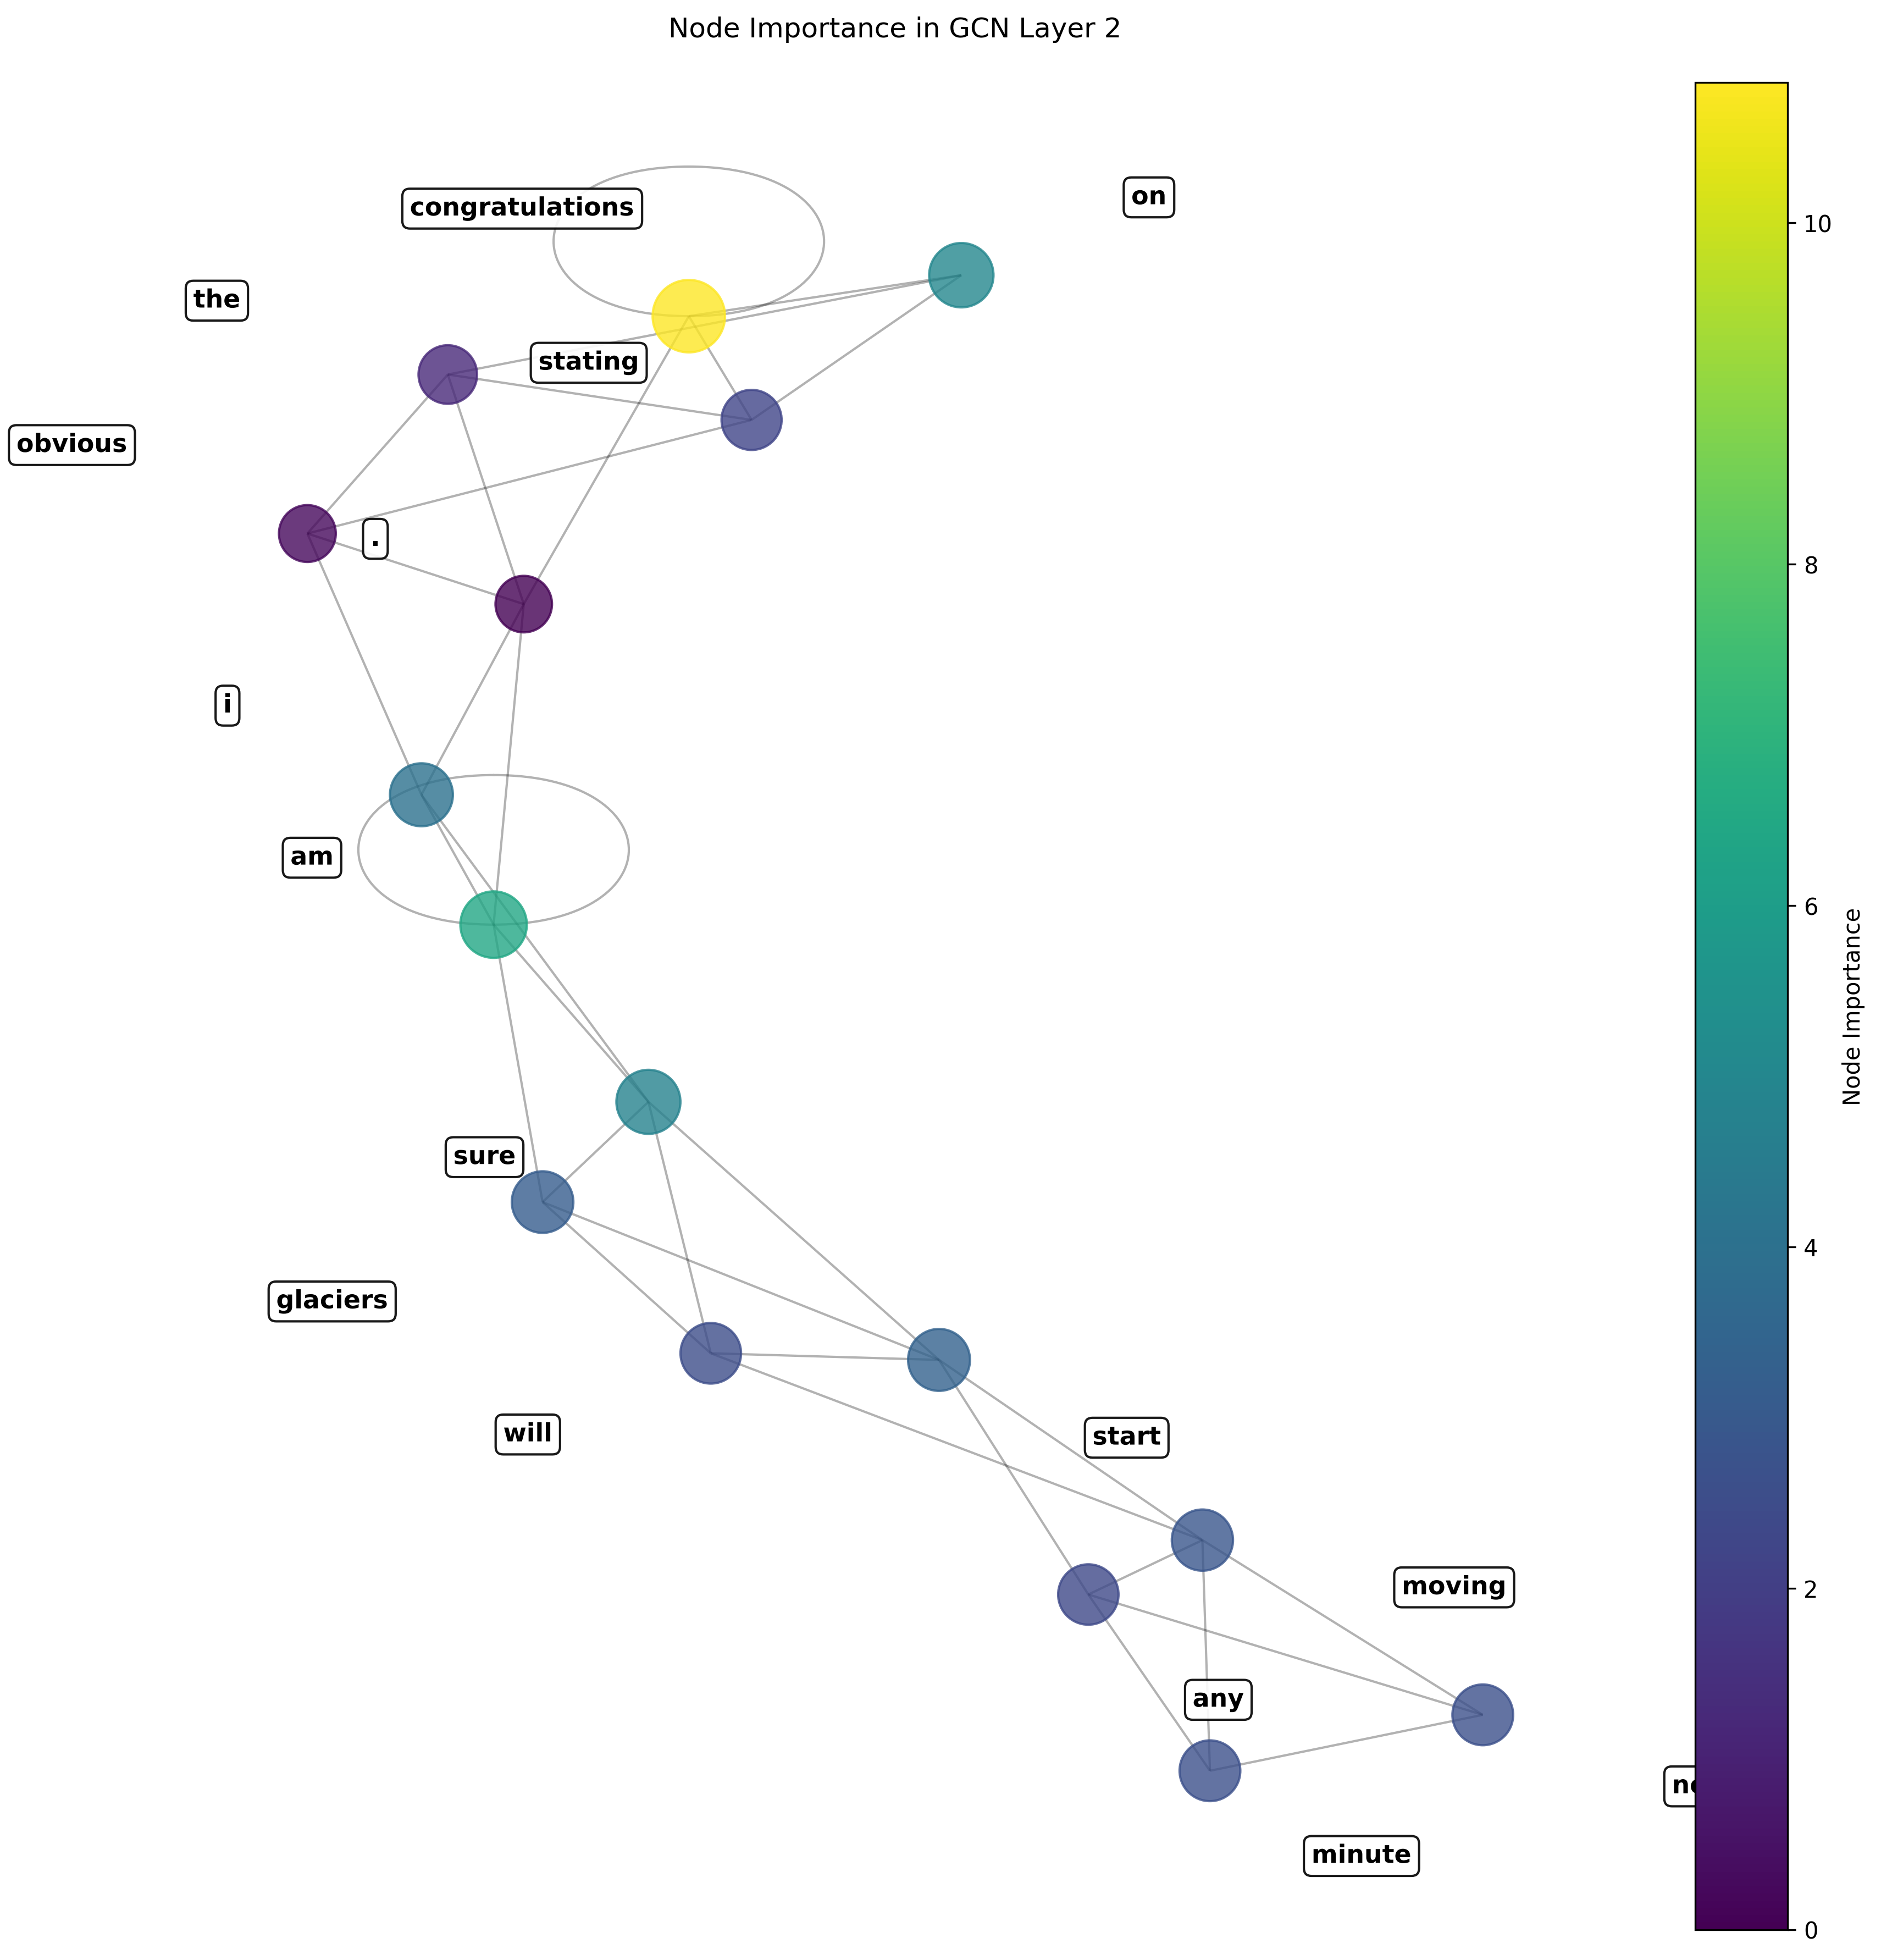 Node Importance in GCN Layer 2
on
congratulations
the
stating
obvious
.
i
am
sure
glaciers
will
start
moving
any
minute
10
8
6
4
2
0
Node Importance